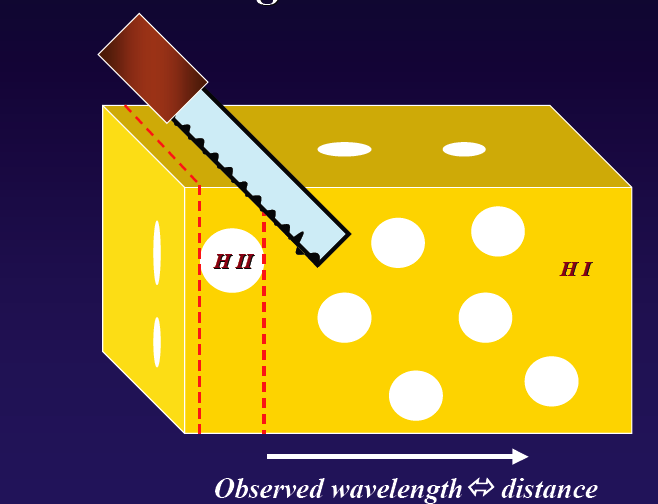 H II
H I
Observed wavelength ⇔ distance